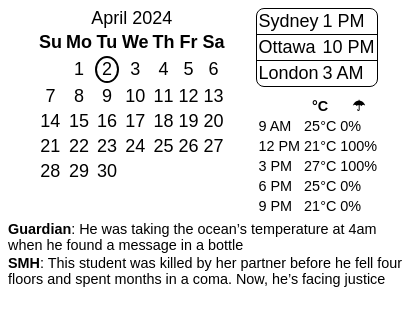 April 2024
Su Mo Tu We Th Fr Sa
1 2 3 4 5 6
7 8 9 10 11 12 13
14 15 16 17 18 19 20
21 22 23 24 25 26 27
28 29 30
Sydney 1 PM
Ottawa 10 PM
London 3 AM
°C ☂
9 AM 25°C 0%
12 PM 21°C 100%
3 PM 27°C 100%
6 PM 25°C 0%
9 PM 21°C 0%
Guardian: He was taking the ocean’s temperature at 4am
when he found a message in a bottle
SMH: This student was killed by her partner before he fell four
floors and spent months in a coma. Now, he’s facing justice